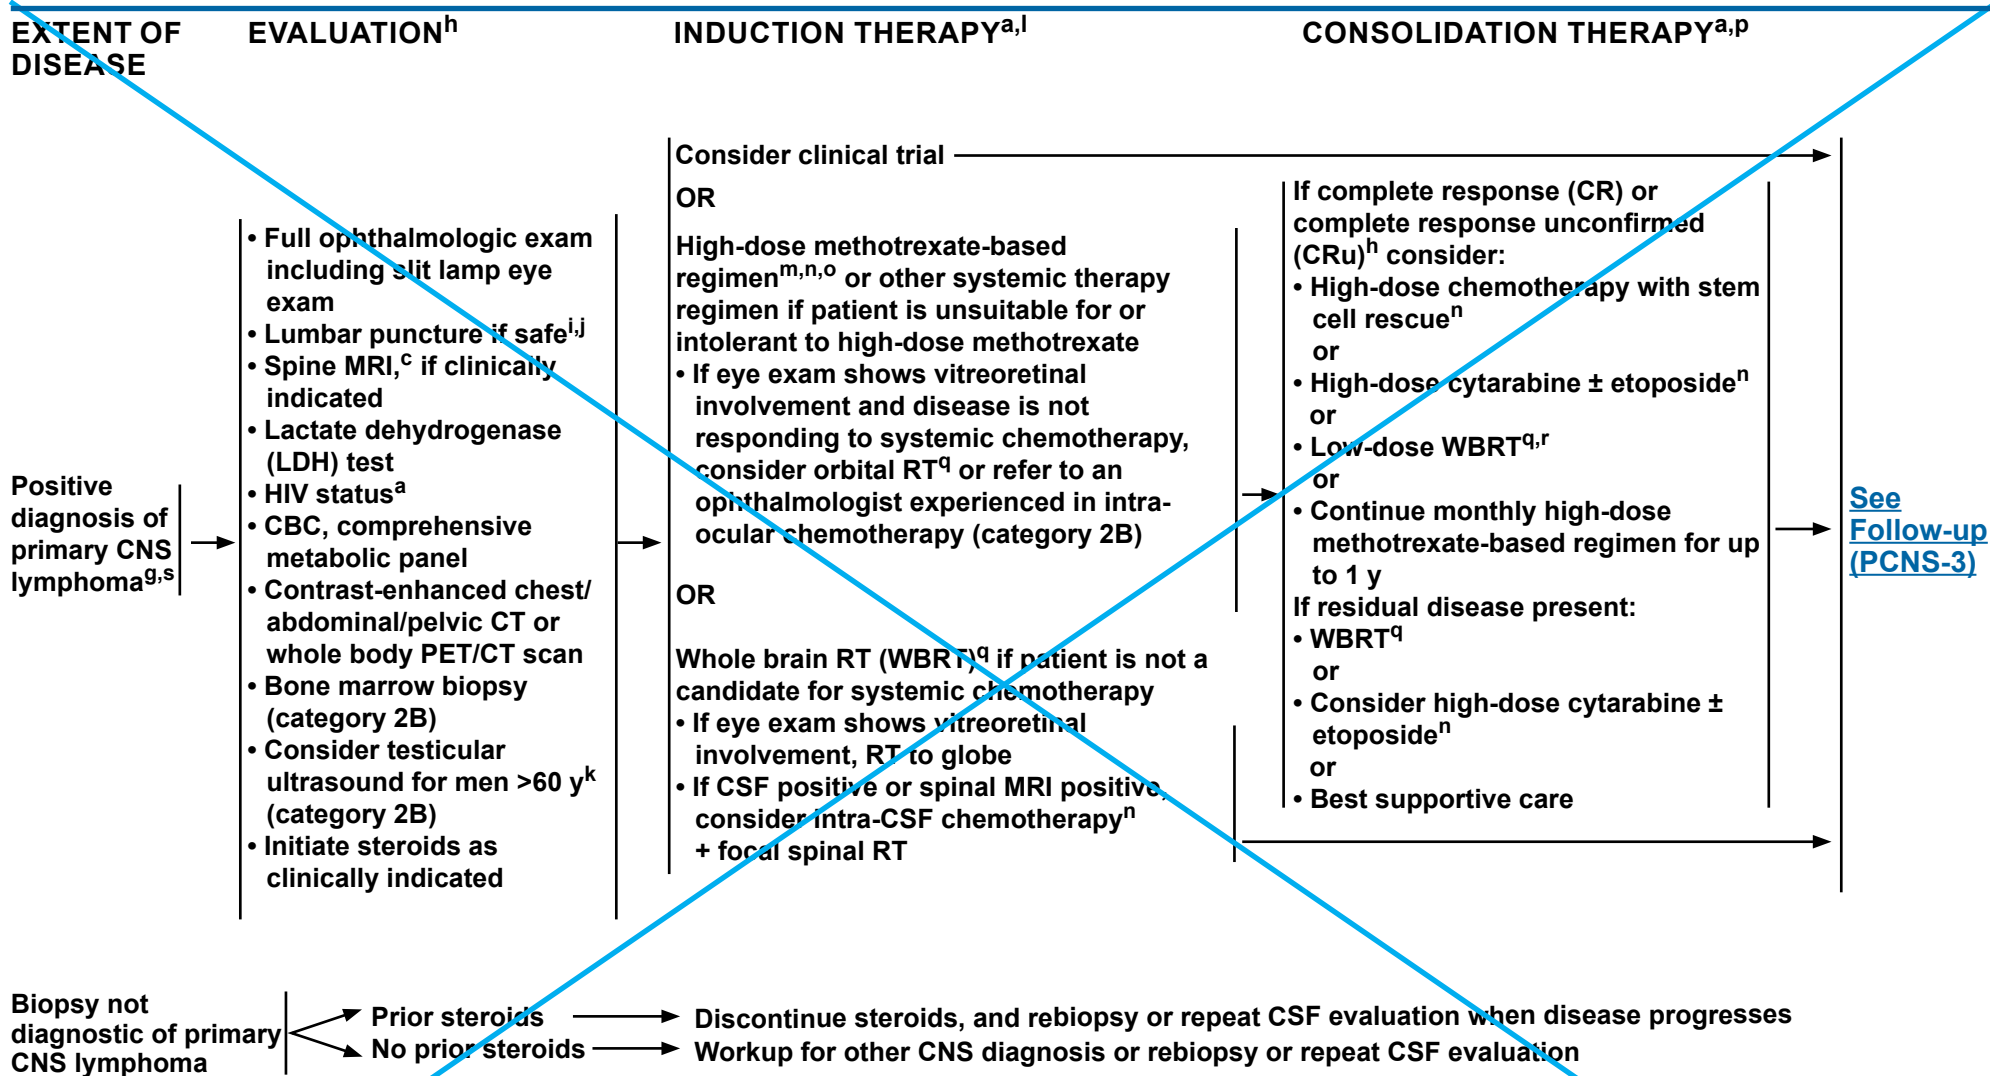 EXTENT OF
DISEASE
EVALUATIONh
INDUCTION THERAPYa,l
CONSOLIDATION THERAPYa,p
Positive
diagnosis of
primary CNS
lymphomag,s
• Full ophthalmologic exam
including slit lamp eye
exam
• Lumbar puncture if safei,j
• Spine MRI,c if clinically
indicated
• Lactate dehydrogenase
(LDH) test
• HIV statusa
• CBC, comprehensive
metabolic panel
• Contrast-enhanced chest/
abdominal/pelvic CT or
whole body PET/CT scan
• Bone marrow biopsy
(category 2B)
• Consider testicular
ultrasound for men >60 yk
(category 2B)
• Initiate steroids as
clinically indicated
Consider clinical trial
OR
High-dose methotrexate-based
regimenm,n,o or other systemic therapy
regimen if patient is unsuitable for or
intolerant to high-dose methotrexate
• If eye exam shows vitreoretinal
involvement and disease is not
responding to systemic chemotherapy,
consider orbital RTq or refer to an
ophthalmologist experienced in intra-
ocular chemotherapy (category 2B)
OR
Whole brain RT (WBRT)q if patient is not a
candidate for systemic chemotherapy
• If eye exam shows vitreoretinal
involvement, RT to globe
• If CSF positive or spinal MRI positive,
consider intra-CSF chemotherapyn
+ focal spinal RT
If complete response (CR) or
complete response unconfirmed
(CRu)h consider:
• High-dose chemotherapy with stem
cell rescuen
or
• High-dose cytarabine ± etoposiden
or
• Low-dose WBRTq,r
or
• Continue monthly high-dose
methotrexate-based regimen for up
to 1 y
If residual disease present:
• WBRTq
or
• Consider high-dose cytarabine ±
etoposiden
or
• Best supportive care
See
Follow-up
(PCNS-3)
Biopsy not
diagnostic of primary
CNS lymphoma
Prior steroids
Discontinue steroids, and rebiopsy or repeat CSF evaluation when disease progresses
No prior steroids
Workup for other CNS diagnosis or rebiopsy or repeat CSF evaluation